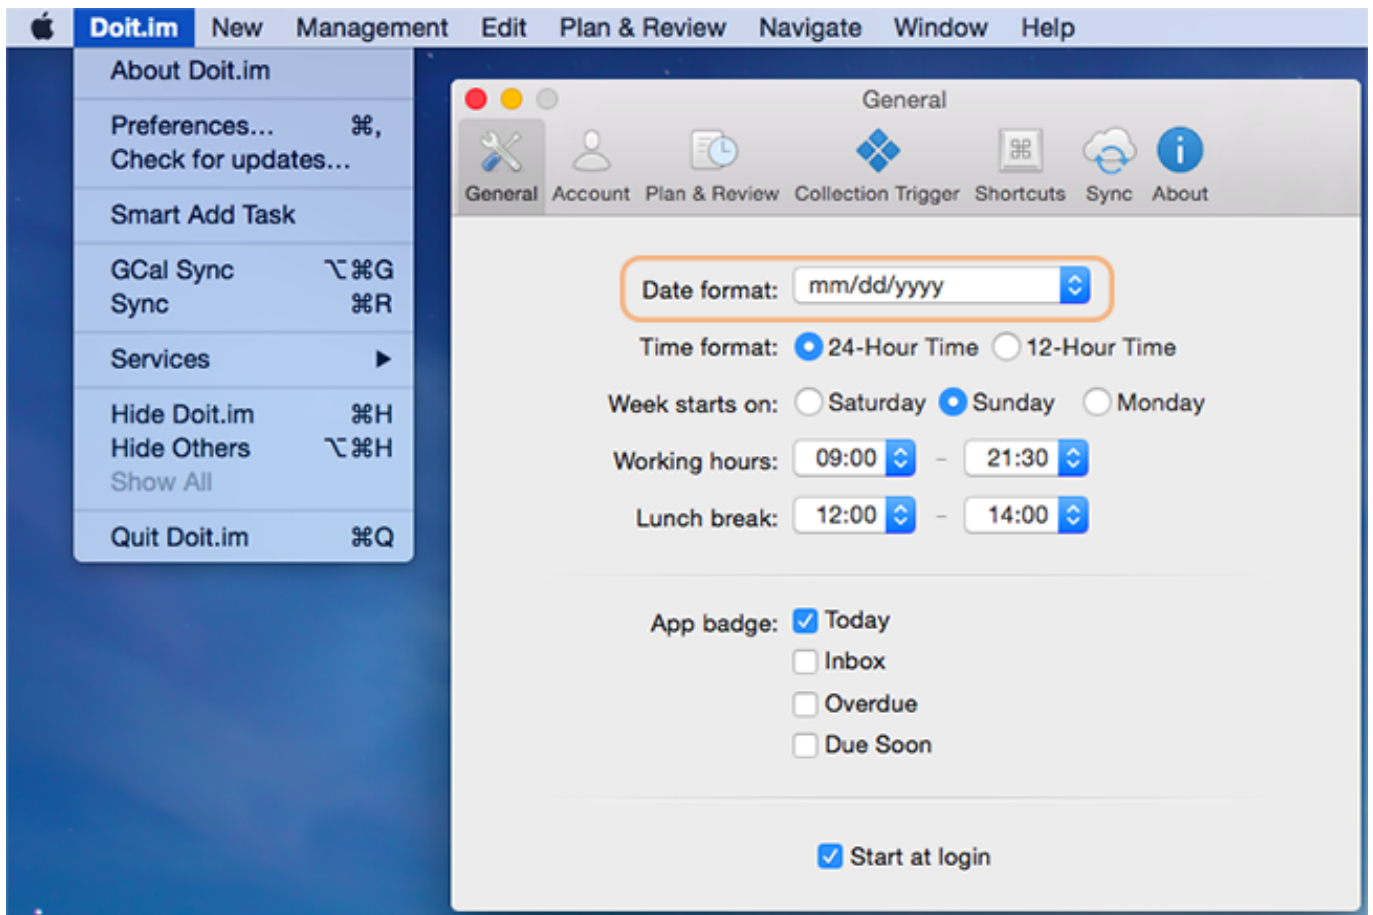 Doit.im New Management Edit Plan & Review Navigate Window Help
About Doit.im
Preferences... ⌘,
Check for updates...
Smart Add Task
GCal Sync ⌥⌘G
Sync ⌘R
Services ▶
Hide Doit.im ⌘H
Hide Others ⌥⌘H
Show All
Quit Doit.im ⌘Q
General
General Account Plan & Review Collection Trigger Shortcuts Sync About
Date format: mm/dd/yyyy
Time format: 24-Hour Time 12-Hour Time
Week starts on: Saturday Sunday Monday
Working hours: 09:00 – 21:30
Lunch break: 12:00 – 14:00
App badge: Today
Inbox
Overdue
Due Soon
Start at login